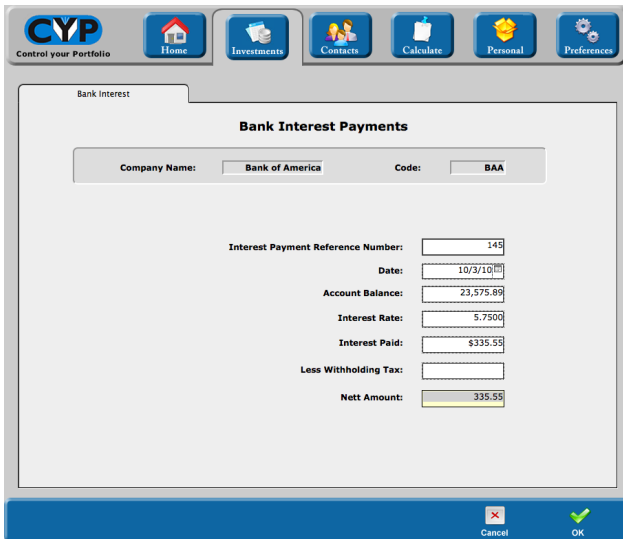 CYP
Control your Portfolio
Home
Investments
Contacts
Calculate
Personal
Preferences
Bank Interest
Bank Interest Payments
Company Name: Bank of America Code: BAA
Interest Payment Reference Number: 145
Date: 10/3/10
Account Balance: 23,575.89
Interest Rate: 5.7500
Interest Paid: $335.55
Less Withholding Tax:
Nett Amount: 335.55
Cancel
OK